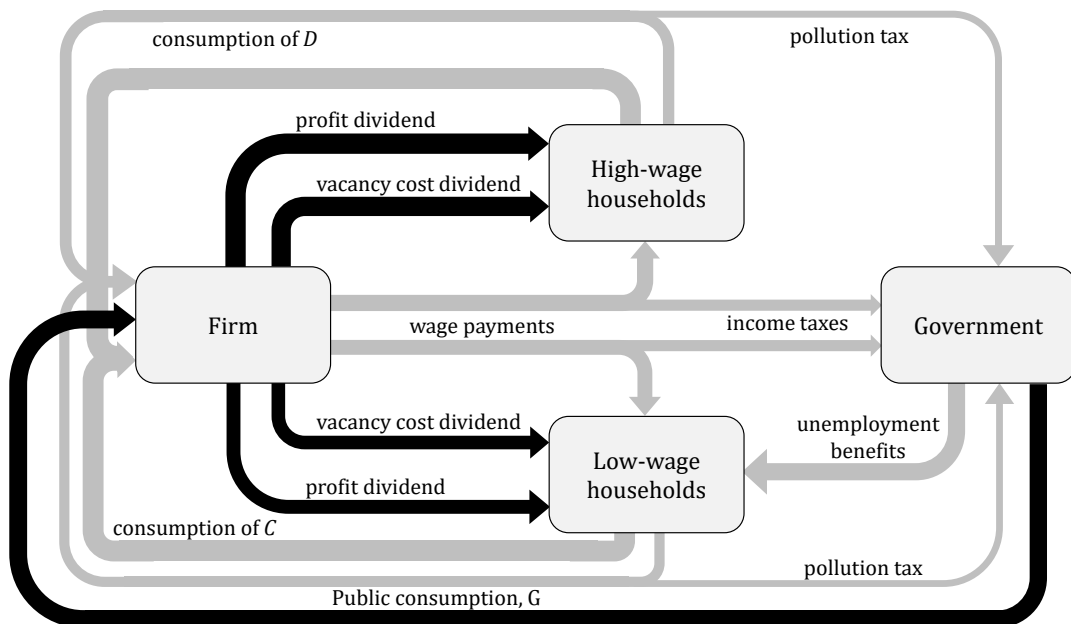 consumption of D
pollution tax
profit dividend
High-wage
households
vacancy cost dividend
Firm
wage payments
income taxes
Government
vacancy cost dividend
unemployment
benefits
Low-wage
households
profit dividend
consumption of C
pollution tax
Public consumption, G